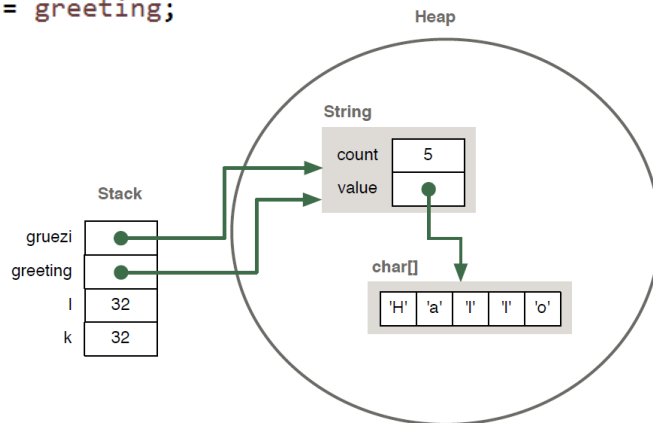 = greeting;
Heap
String
count 5
value
Stack
gruezi
greeting
char[]
'H' 'a' 'l' 'l' 'o'
l 32
k 32